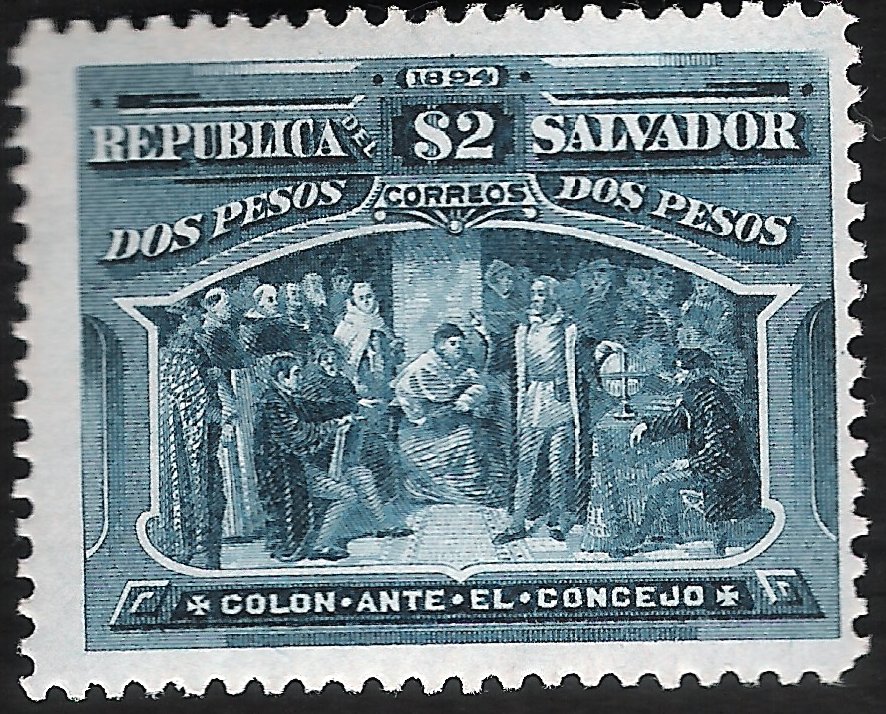 1894
REPUBLICA DEL $2 SALVADOR
DOS PESOS CORREOS DOS PESOS
COLON•ANTE•EL•CONCEJO